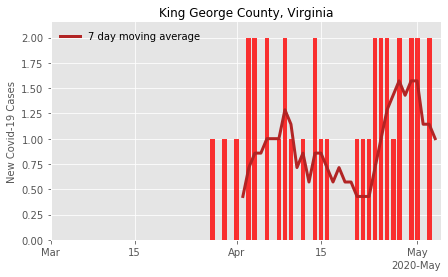 King George County, Virginia
7 day moving average
New Covid-19 Cases
2.00
1.75
1.50
1.25
1.00
0.75
0.50
0.25
0.00
Mar
15
Apr
15
May
2020-May